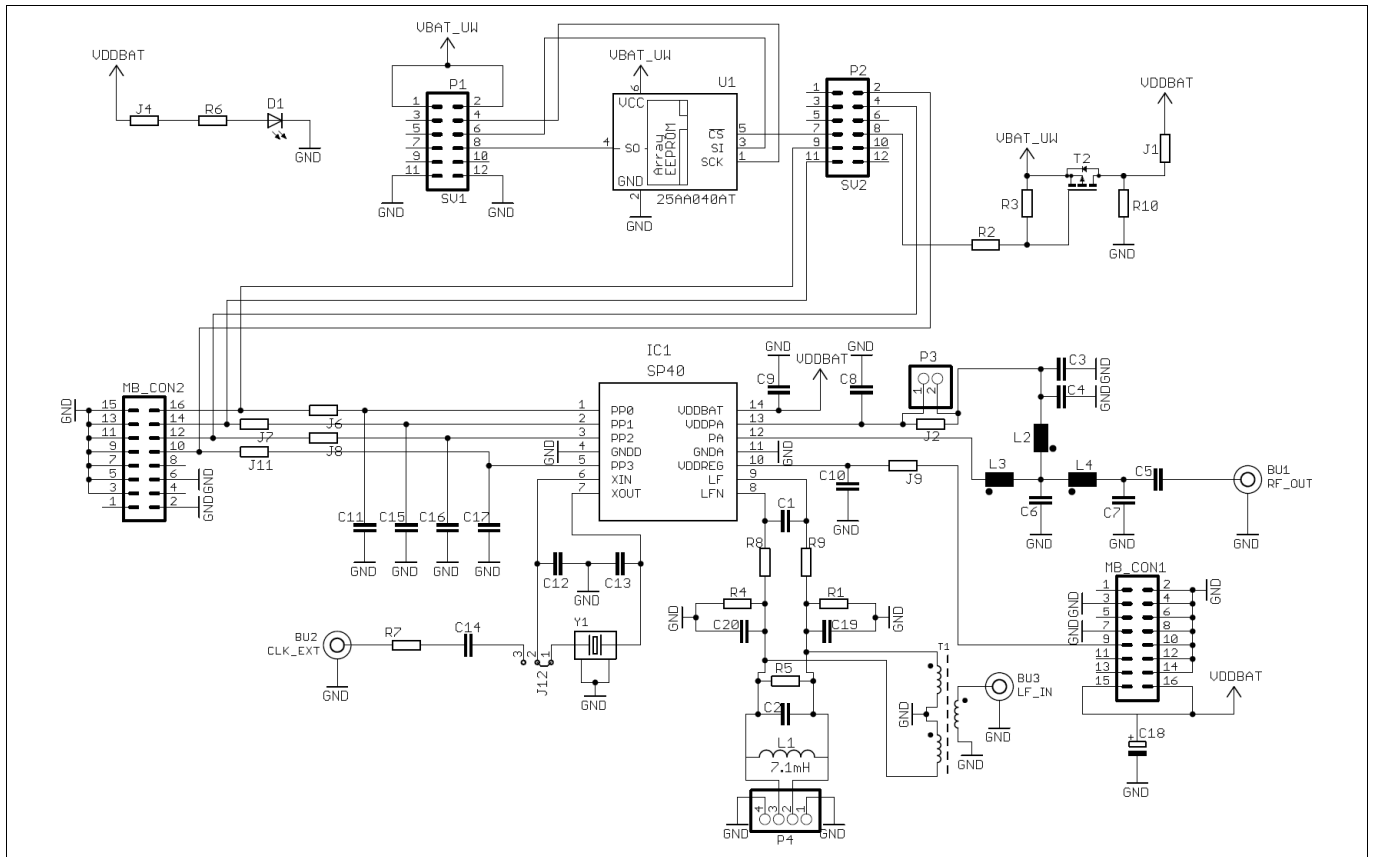 VDDBAT
J4
R6
D1
GND
VBAT_UW
P1
1 2
3 4
5 6
7 8
9 10
11 12
SV1
GND
GND
VBAT_UW
U1
6
VCC
4 SO
Array
EEPROM
CS 5
SI 3
SCK 1
GND
2
25AA040AT
GND
P2
1 2
3 4
5 6
7 8
9 10
11 12
SV2
VDDBAT
J1
VBAT_UW
T2
R3
R10
R2
GND
MB_CON2
GND
15 16
13 14
11 12
9 10
7 8
5 6
3 4
1 2
GND
GND
J6
J7
J8
J11
C11
C15
C16
C17
GND
GND
GND
GND
IC1
SP40
1 PP0
2 PP1
3 PP2
4 GNDD
5 PP3
6 XIN
7 XOUT
GND
VDDBAT 14
VDDPA 13
PA 12
GNDA 11
VDDREG 10
LF 9
LFN 8
GND
GND
C9
VDDBAT
GND
C8
P3
1 2
J2
C3
GND
C4
GND
L2
L3
L4
C5
BU1
RF_OUT
C6
C7
GND
GND
GND
C10
GND
J9
C1
R8
R9
C12
C13
GND
R4
GND
C20
R1
C19
GND
BU2
CLK_EXT
GND
R7
C14
3
2
1
J12
Y1
GND
R5
C2
L1
7.1mH
4
3
2
1
P4
GND
GND
T1
GND
GND
BU3
LF_IN
GND
MB_CON1
1 2
3 4
5 6
7 8
9 10
11 12
13 14
15 16
GND
GND
GND
VDDBAT
+
C18
GND